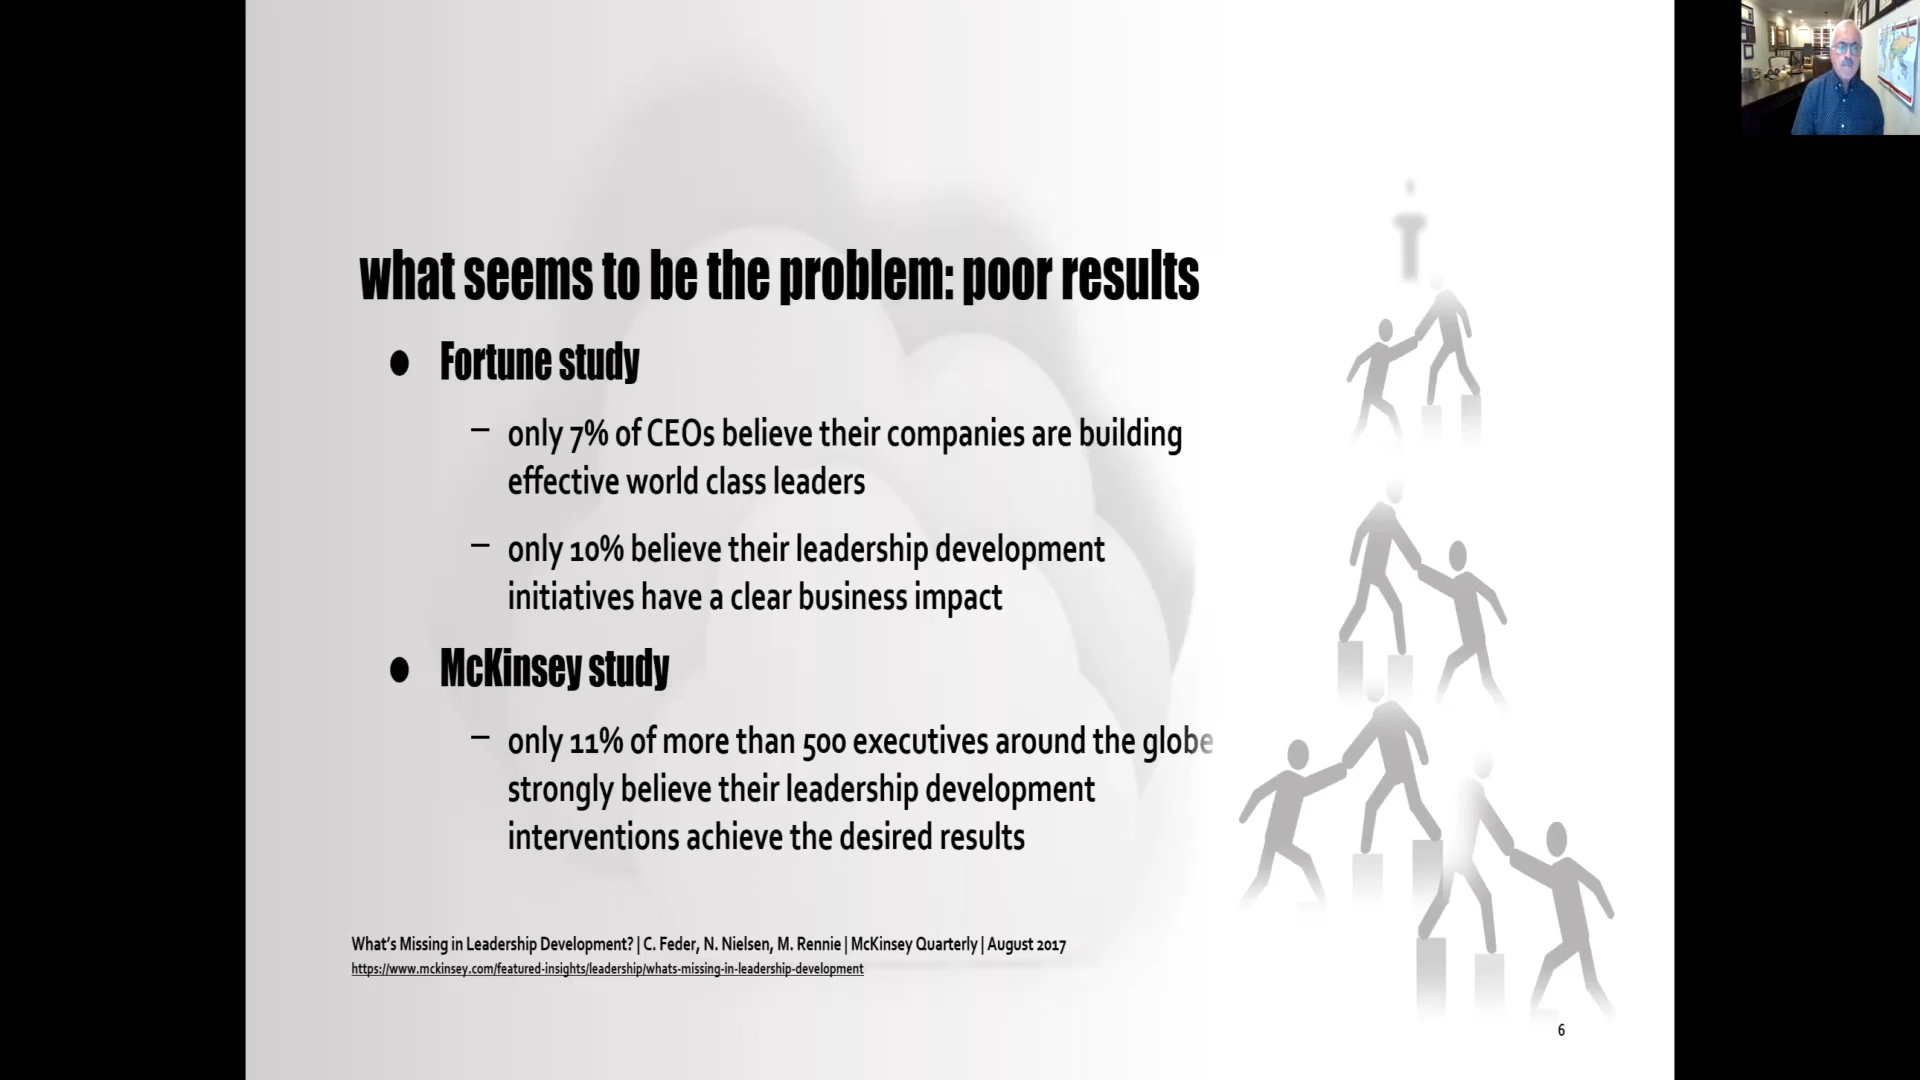 what seems to be the problem: poor results
● Fortune study
– only 7% of CEOs believe their companies are building
effective world class leaders
– only 10% believe their leadership development
initiatives have a clear business impact
● McKinsey study
– only 11% of more than 500 executives around the globe
strongly believe their leadership development
interventions achieve the desired results
What’s Missing in Leadership Development? | C. Feder, N. Nielsen, M. Rennie | McKinsey Quarterly | August 2017
https://www.mckinsey.com/featured-insights/leadership/whats-missing-in-leadership-development
6